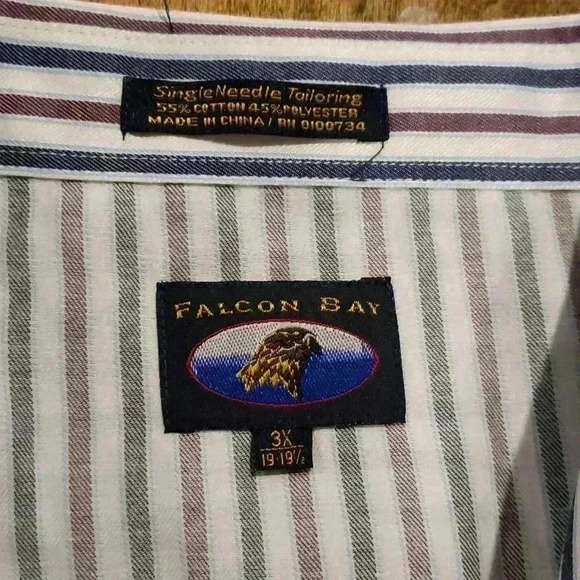 Single Needle Tailoring
55% COTTON 45% POLYESTER
MADE IN CHINA / RN 0100734
FALCON BAY
3X
19-19½